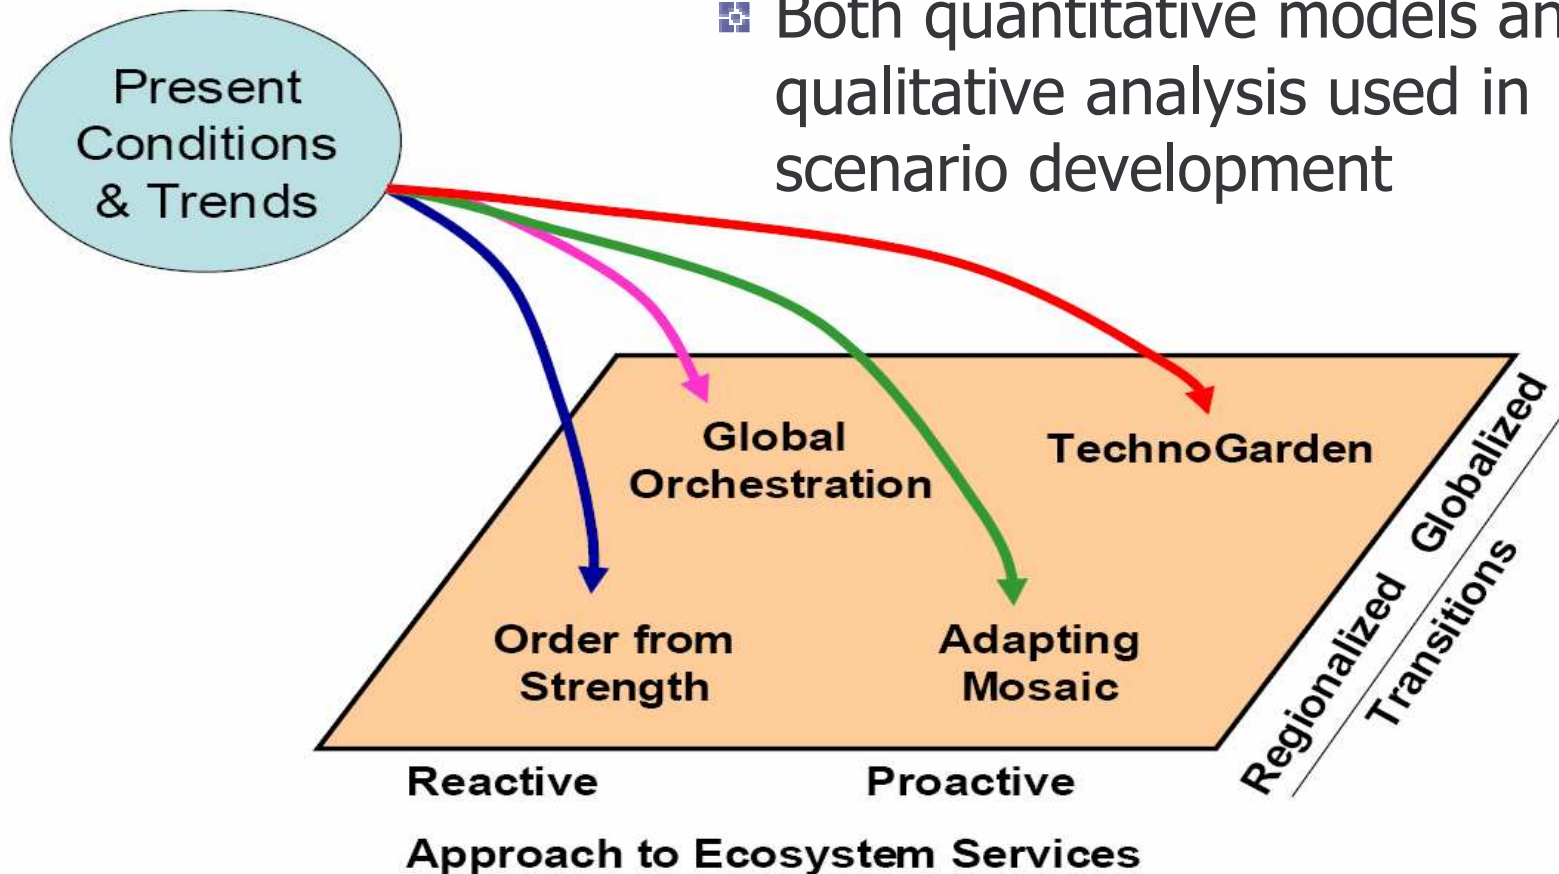 Both quantitative models an
qualitative analysis used in
scenario development
Present
Conditions
& Trends
Global
Orchestration
TechnoGarden
Order from
Strength
Adapting
Mosaic
Regionalized Globalized
Transitions
Reactive Proactive
Approach to Ecosystem Services